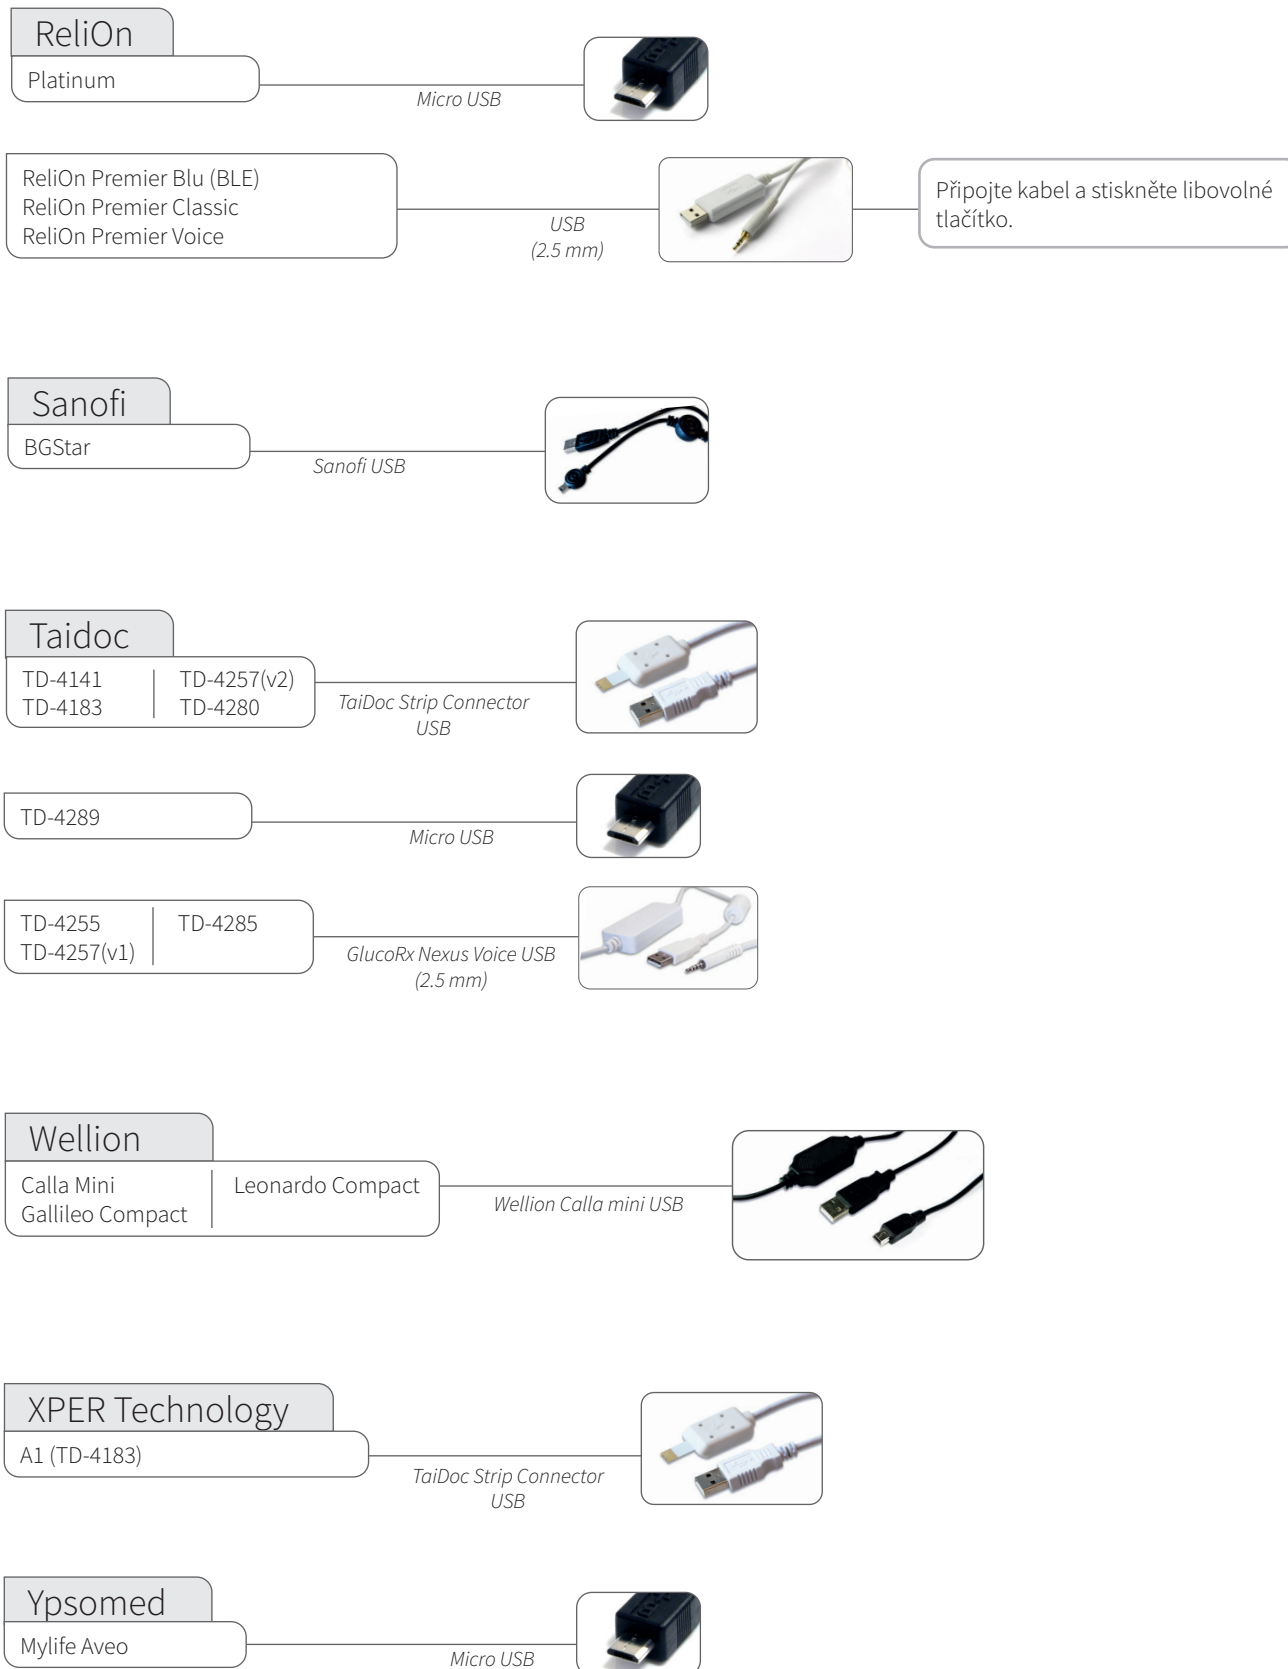 ReliOn
Platinum
Micro USB
ReliOn Premier Blu (BLE)
ReliOn Premier Classic
ReliOn Premier Voice
USB
(2.5 mm)
Připojte kabel a stiskněte libovolné
tlačítko.
Sanofi
BGStar
Sanofi USB
Taidoc
TD-4141
TD-4183
TD-4257(v2)
TD-4280
TaiDoc Strip Connector
USB
TD-4289
Micro USB
TD-4255
TD-4257(v1)
TD-4285
GlucoRx Nexus Voice USB
(2.5 mm)
Wellion
Calla Mini
Gallileo Compact
Leonardo Compact
Wellion Calla mini USB
XPER Technology
A1 (TD-4183)
TaiDoc Strip Connector
USB
Ypsomed
Mylife Aveo
Micro USB